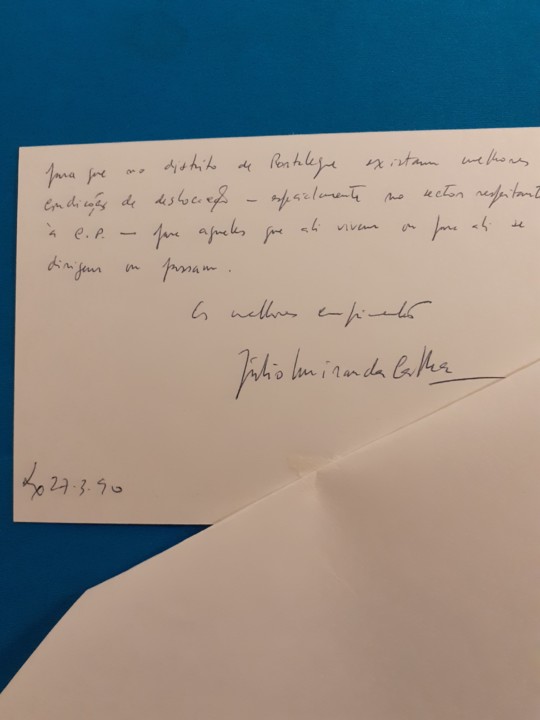 para que no distrito de Portalegre existam melhores
condições de deslocação — especialmente no sector respeitante
à C.P. — para aqueles que ali vivem ou para ali se
dirigem ou passam.
Os melhores cumprimentos
Júlio Miranda Calha
Lx 27.3.90